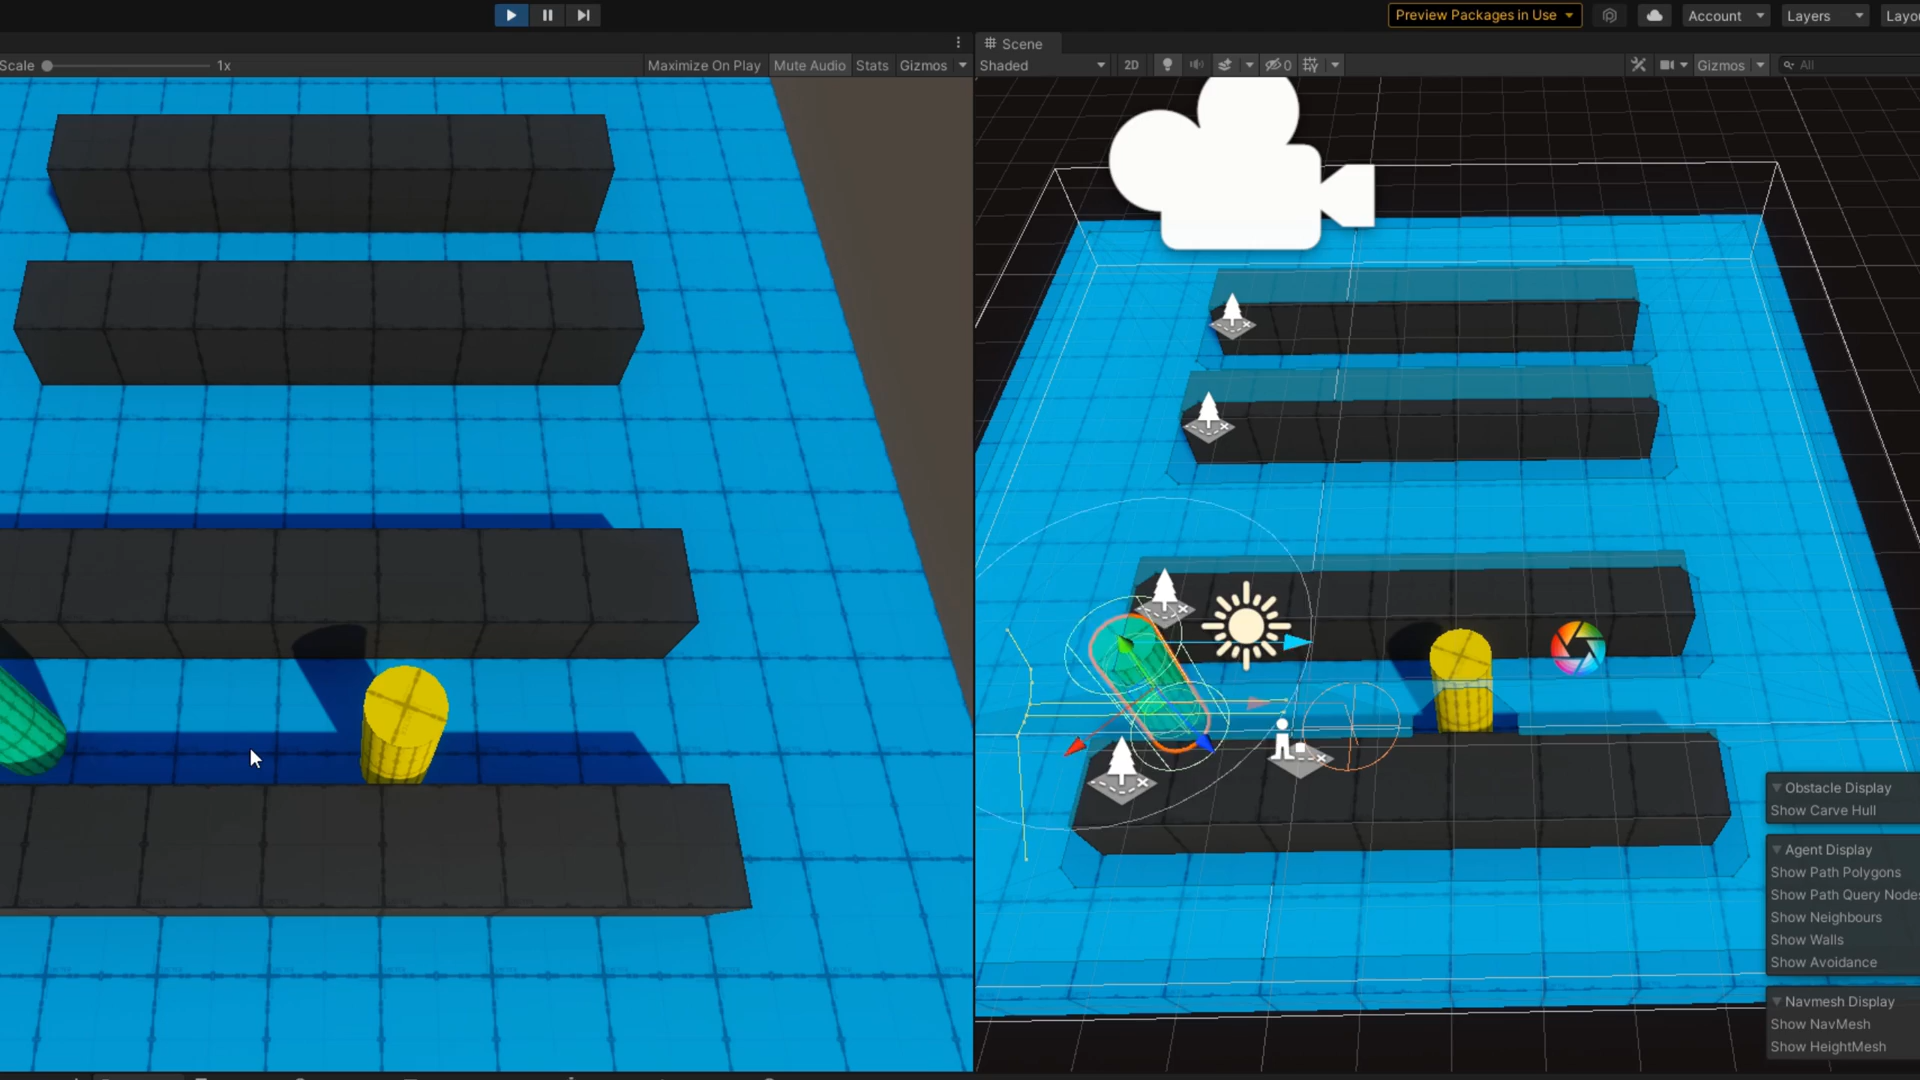 Preview Packages in Use
Account
Layers
Scene
Scale 1x
Maximize On Play
Mute Audio
Stats
Gizmos
Shaded
2D
0
Gizmos
All
Obstacle Display
Show Carve Hull
Agent Display
Show Path Polygons
Show Path Query Nodes
Show Neighbours
Show Walls
Show Avoidance
Navmesh Display
Show NavMesh
Show HeightMesh